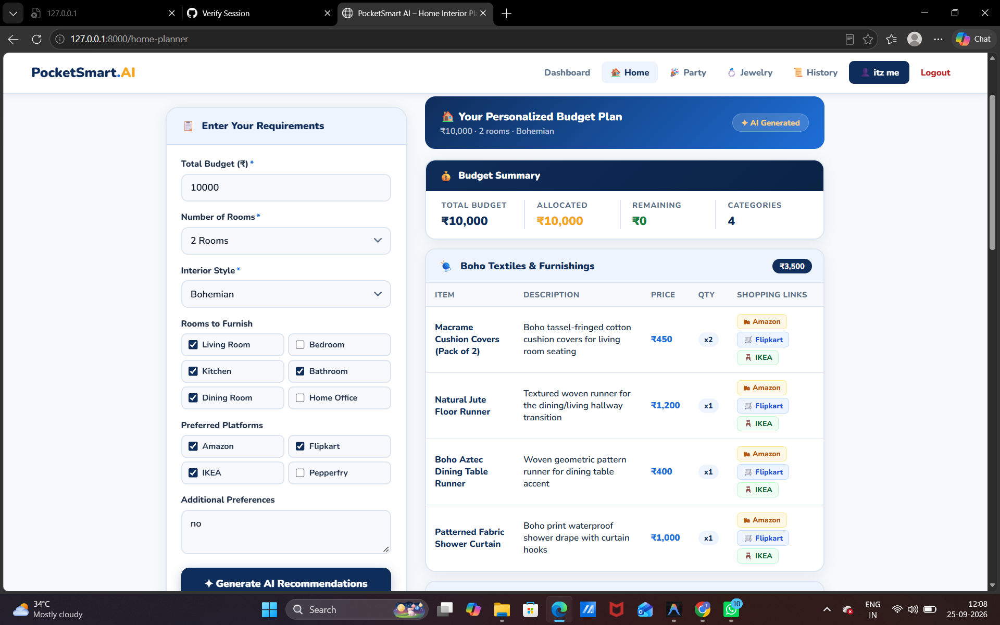 127.0.0.1
Verify Session
PocketSmart AI – Home Interior Pl
127.0.0.1:8000/home-planner
Chat
PocketSmart.AI
Dashboard
Home
Party
Jewelry
History
itz me
Logout
Enter Your Requirements
Total Budget (₹) *
10000
Number of Rooms *
2 Rooms
Interior Style *
Bohemian
Rooms to Furnish
Living Room
Bedroom
Kitchen
Bathroom
Dining Room
Home Office
Preferred Platforms
Amazon
Flipkart
IKEA
Pepperfry
Additional Preferences
no
✦ Generate AI Recommendations
Your Personalized Budget Plan
₹10,000 · 2 rooms · Bohemian
✦ AI Generated
Budget Summary
TOTAL BUDGET
₹10,000
ALLOCATED
₹10,000
REMAINING
₹0
CATEGORIES
4
Boho Textiles & Furnishings
₹3,500
ITEM DESCRIPTION PRICE QTY SHOPPING LINKS
Macrame
Cushion Covers
(Pack of 2)
Boho tassel-fringed cotton
cushion covers for living
room seating
₹450
x2
Amazon
Flipkart
IKEA
Natural Jute
Floor Runner
Textured woven runner for
the dining/living hallway
transition
₹1,200
x1
Amazon
Flipkart
IKEA
Boho Aztec
Dining Table
Runner
Woven geometric pattern
runner for dining table
accent
₹400
x1
Amazon
Flipkart
IKEA
Patterned Fabric
Shower Curtain
Boho print waterproof
shower drape with curtain
hooks
₹1,000
x1
Amazon
Flipkart
IKEA
34°C
Mostly cloudy
Search
10
ENG
IN
12:08
25-09-2026